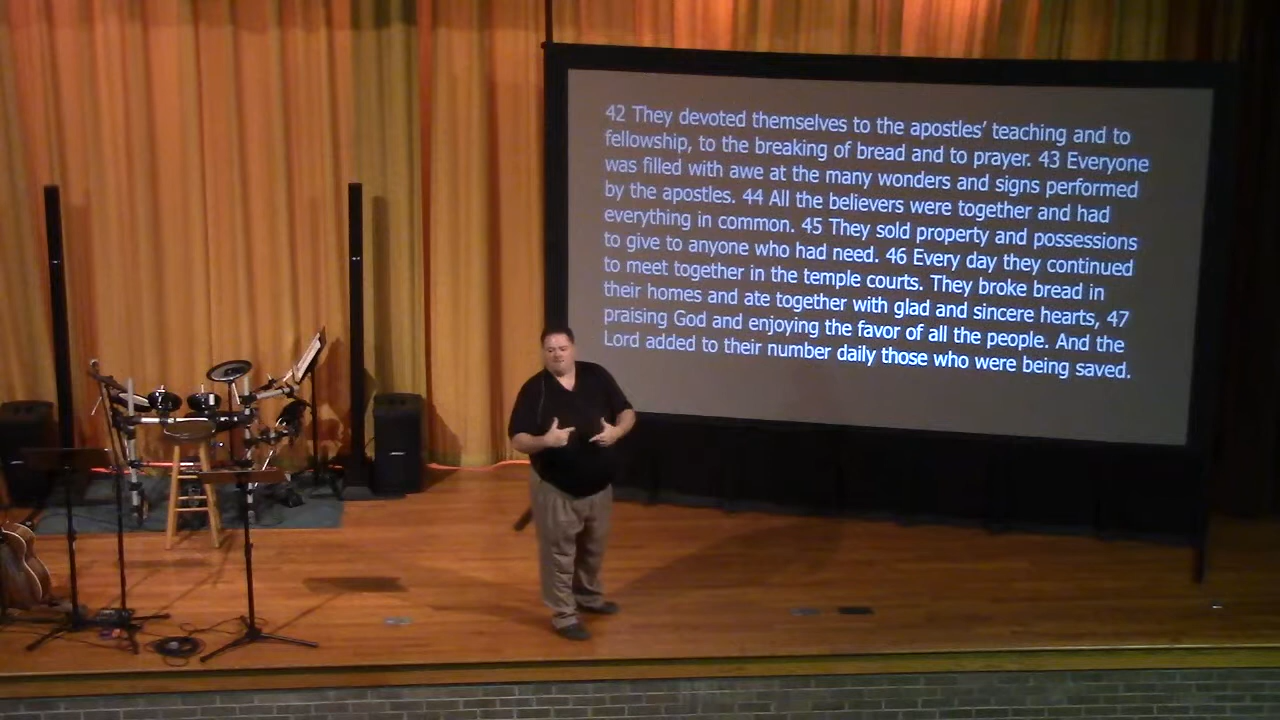 42 They devoted themselves to the apostles’ teaching and to
fellowship, to the breaking of bread and to prayer. 43 Everyone
was filled with awe at the many wonders and signs performed
by the apostles. 44 All the believers were together and had
everything in common. 45 They sold property and possessions
to give to anyone who had need. 46 Every day they continued
to meet together in the temple courts. They broke bread in
their homes and ate together with glad and sincere hearts, 47
praising God and enjoying the favor of all the people. And the
Lord added to their number daily those who were being saved.